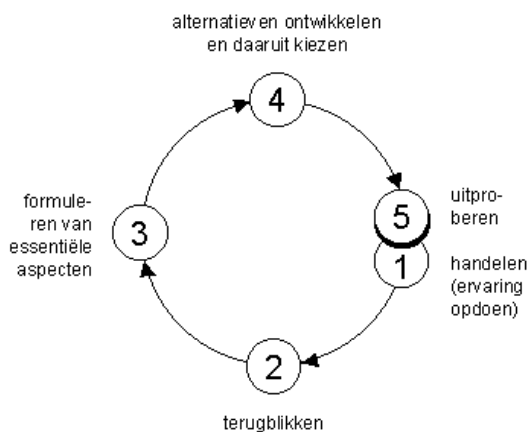 alternatieven ontwikkelen
en daaruit kiezen
4
5
uitpro-
beren
formule-
ren van
essentiële
aspecten
3
1
handelen
(ervaring
opdoen)
2
terugblikken